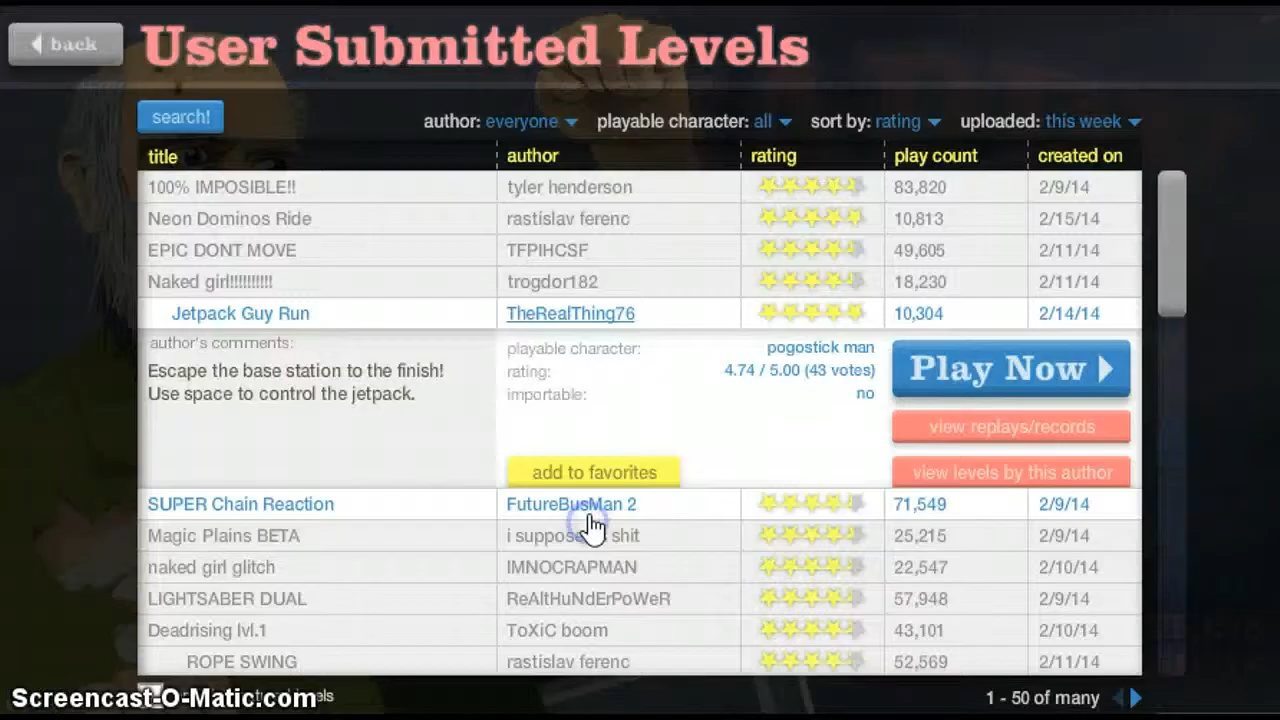 back
User Submitted Levels
search!
author: everyone playable character: all sort by: rating uploaded: this week
title author rating play count created on
100% IMPOSIBLE!! tyler henderson 83,820 2/9/14
Neon Dominos Ride rastislav ferenc 10,813 2/15/14
EPIC DONT MOVE TFPIHCSF 49,605 2/11/14
Naked girl!!!!!!!!!! trogdor182 18,230 2/11/14
Jetpack Guy Run TheRealThing76 10,304 2/14/14
author's comments:
Escape the base station to the finish!
Use space to control the jetpack.
playable character: pogostick man
rating: 4.74 / 5.00 (43 votes)
importable: no
add to favorites
Play Now
view replays/records
view levels by this author
SUPER Chain Reaction FutureBusMan 2 71,549 2/9/14
Magic Plains BETA i suppose shit 25,215 2/9/14
naked girl glitch IMNOCRAPMAN 22,547 2/10/14
LIGHTSABER DUAL ReAltHuNdErPoWeR 57,948 2/9/14
Deadrising lvl.1 ToXiC boom 43,101 2/10/14
ROPE SWING rastislav ferenc 52,569 2/11/14
Screencast-O-Matic.com
1 - 50 of many